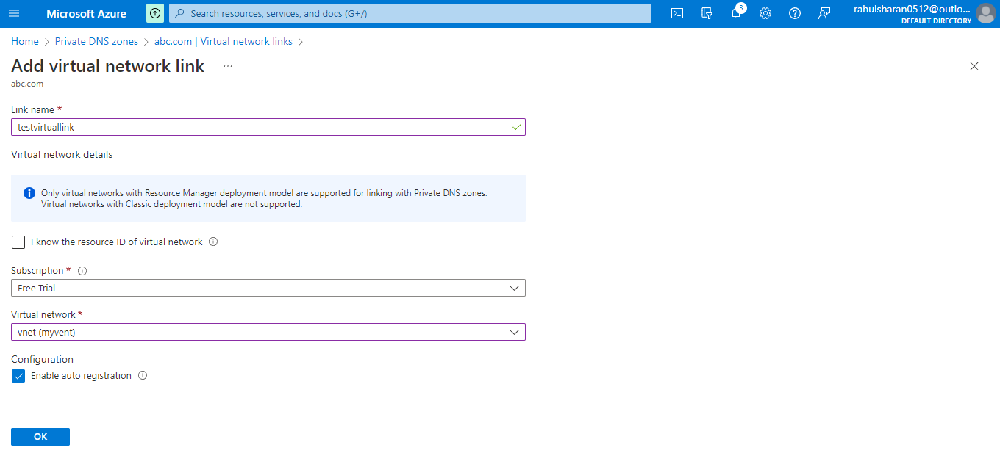 Microsoft Azure
Search resources, services, and docs (G+/)
3
rahulsharan0512@outlo...
DEFAULT DIRECTORY
Home > Private DNS zones > abc.com | Virtual network links >
Add virtual network link ...
abc.com
Link name *
testvirtuallink
Virtual network details
Only virtual networks with Resource Manager deployment model are supported for linking with Private DNS zones.
Virtual networks with Classic deployment model are not supported.
I know the resource ID of virtual network
Subscription *
Free Trial
Virtual network *
vnet (myvent)
Configuration
Enable auto registration
OK